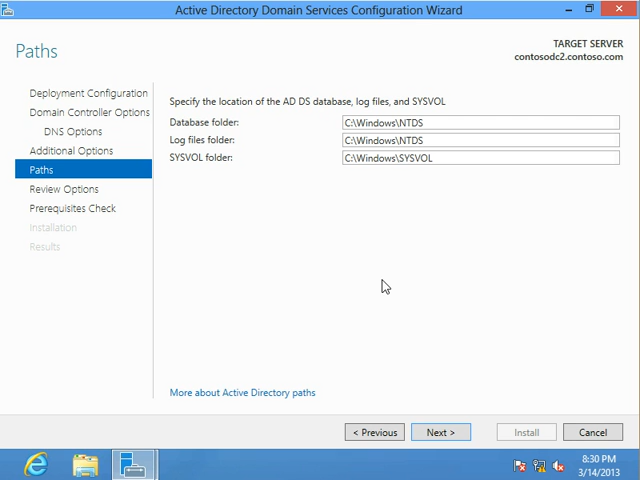 Active Directory Domain Services Configuration Wizard
Paths
TARGET SERVER
contosodc2.contoso.com
Deployment Configuration
Domain Controller Options
DNS Options
Additional Options
Paths
Review Options
Prerequisites Check
Installation
Results
Specify the location of the AD DS database, log files, and SYSVOL
Database folder: C:\Windows\NTDS
Log files folder: C:\Windows\NTDS
SYSVOL folder: C:\Windows\SYSVOL
More about Active Directory paths
< Previous Next > Install Cancel
8:30 PM
3/14/2013